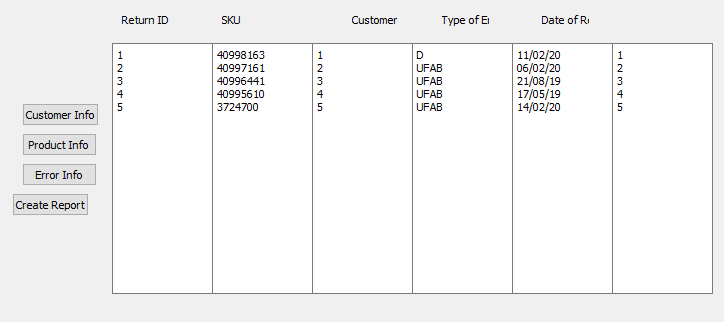 Return ID SKU Customer Type of Er Date of Re
1 40998163 1 D 11/02/20 1
2 40997161 2 UFAB 06/02/20 2
3 40996441 3 UFAB 21/08/19 3
4 40995610 4 UFAB 17/05/19 4
5 3724700 5 UFAB 14/02/20 5
Customer Info
Product Info
Error Info
Create Report